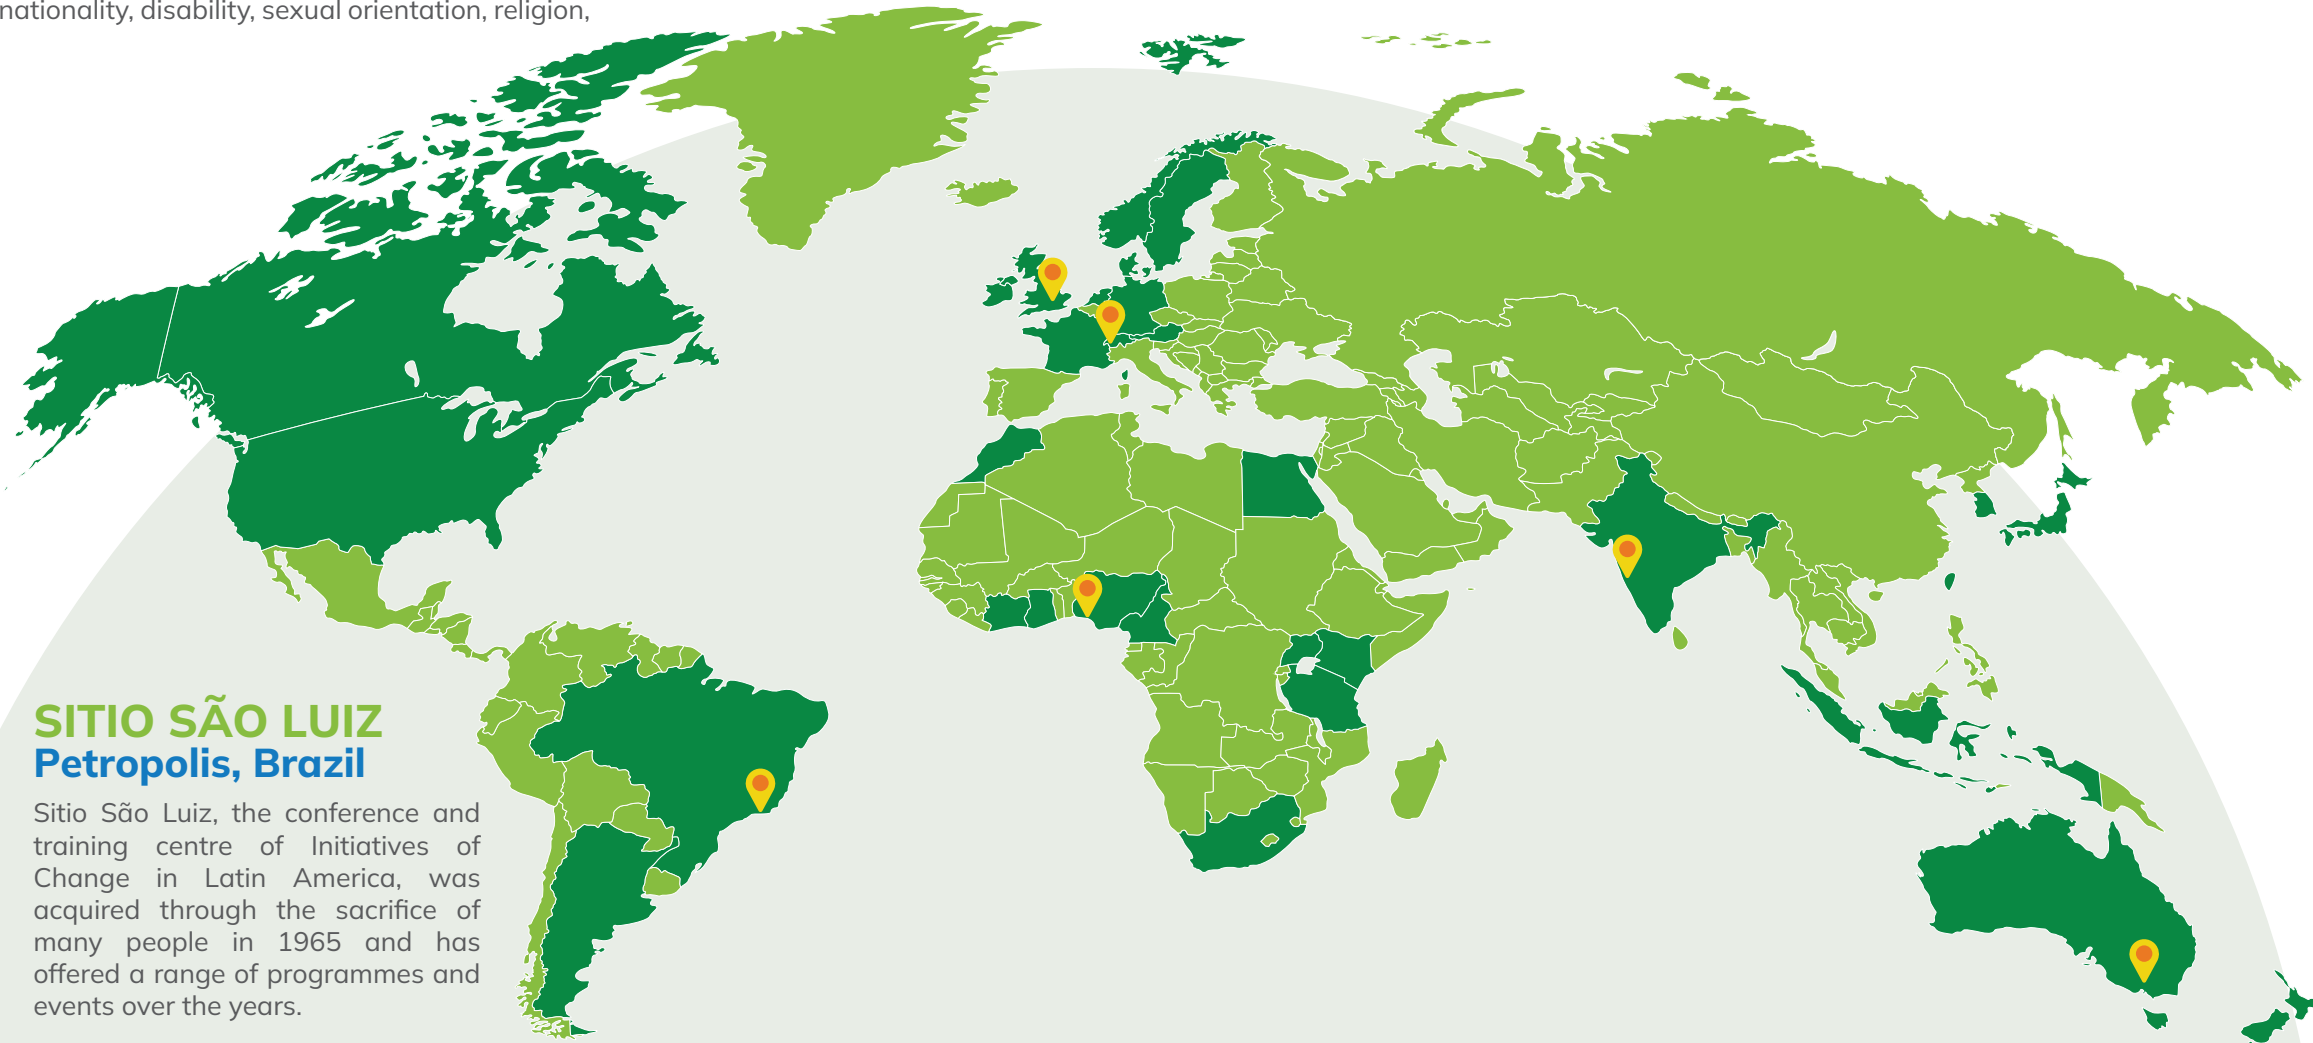 nationality, disability, sexual orientation, religion,
SITIO SÃO LUIZ
Petropolis, Brazil
Sitio São Luiz, the conference and
training centre of Initiatives of
Change in Latin America, was
acquired through the sacrifice of
many people in 1965 and has
offered a range of programmes and
events over the years.